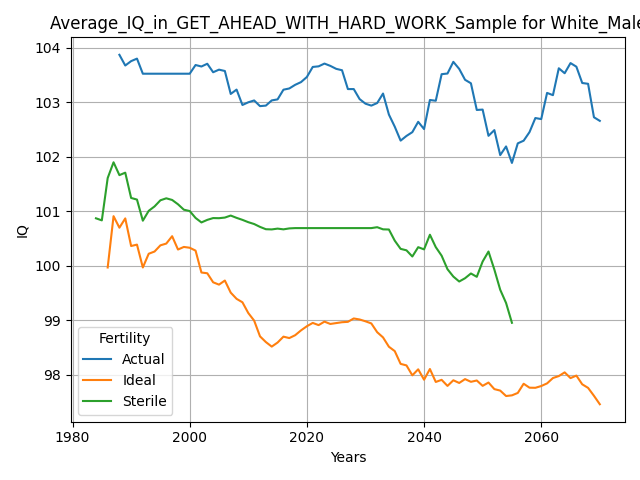 Average_IQ_in_GET_AHEAD_WITH_HARD_WORK_Sample for White_Male
104
103
102
101
100
99
98
IQ
Fertility
Actual
Ideal
Sterile
1980
2000
2020
2040
2060
Years